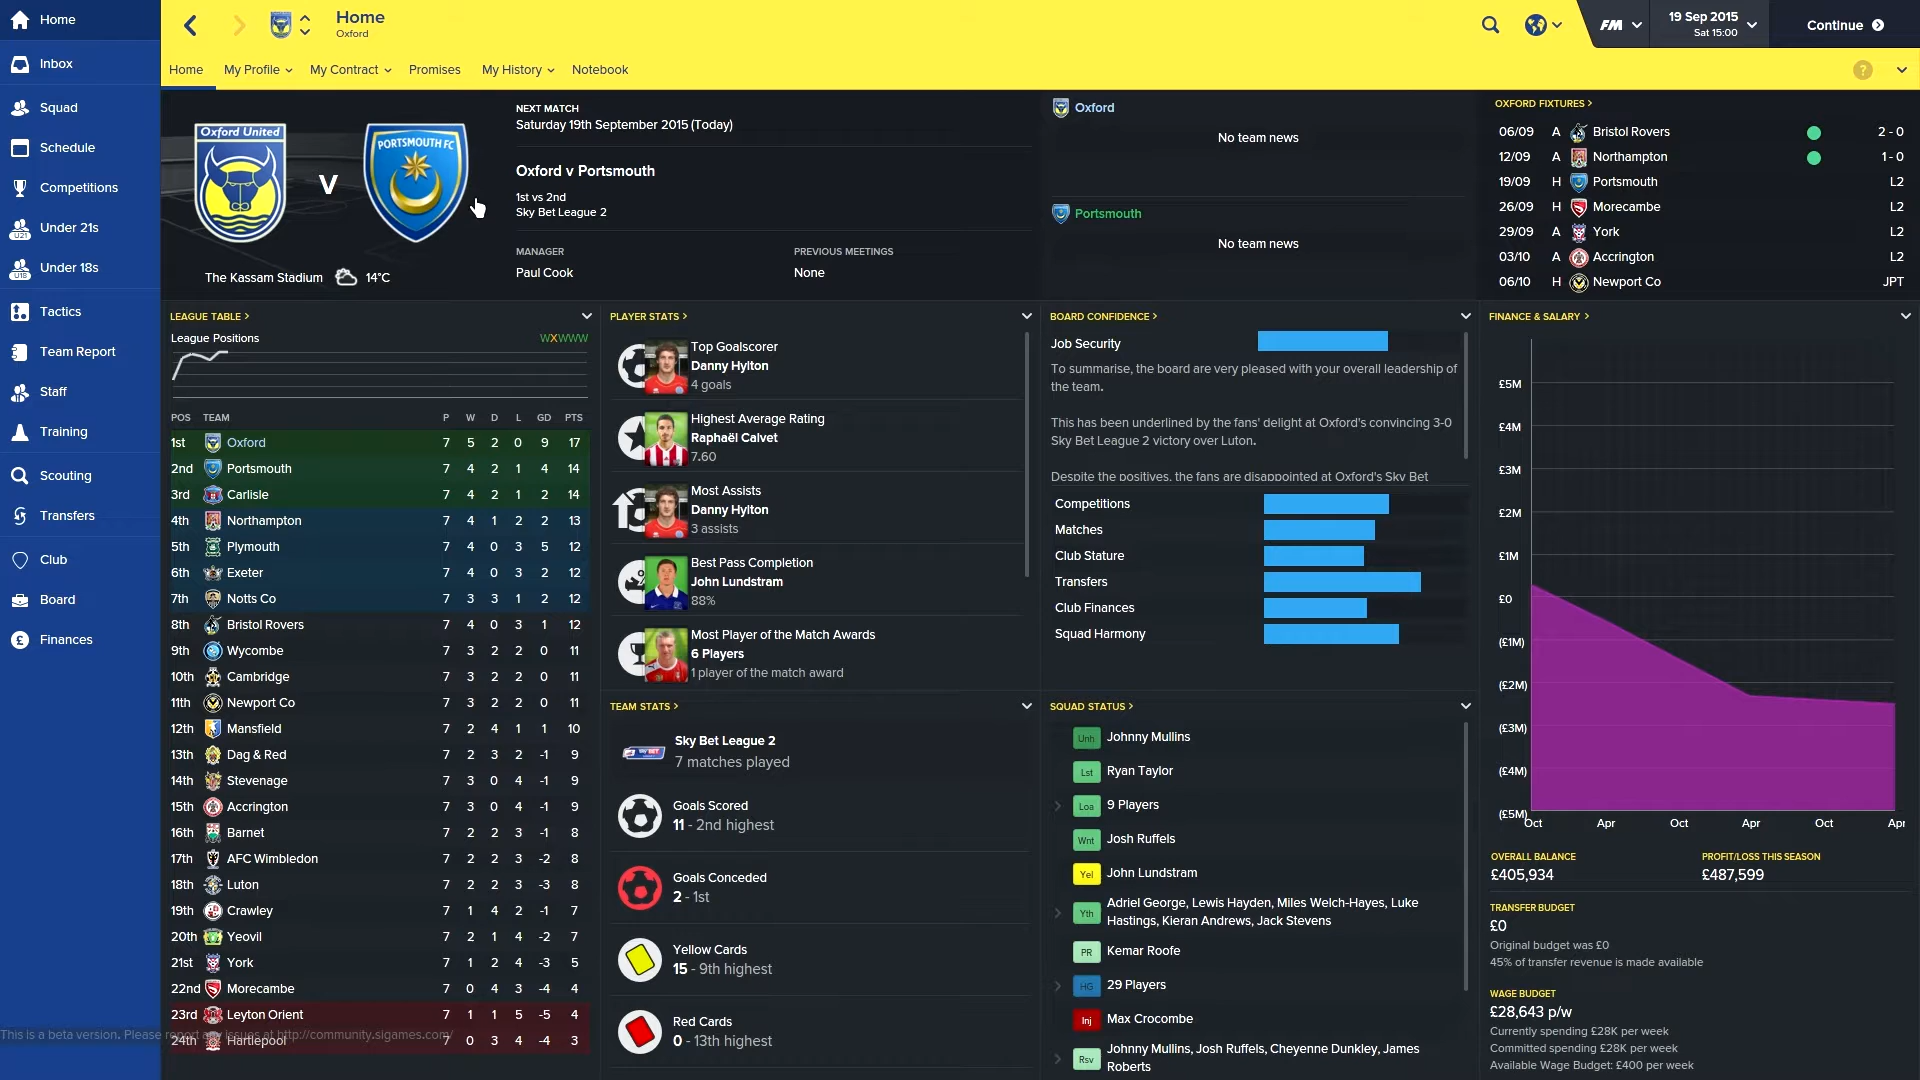 Home
Inbox
Squad
Schedule
Competitions
U21
Under 21s
U18
Under 18s
Tactics
Team Report
Staff
Training
Scouting
Transfers
Club
Board
£
Finances
Home
Oxford
FM
19 Sep 2015
Sat 15:00
Continue
Home
My Profile
My Contract
Promises
My History
Notebook
?
Oxford United
V
PORTSMOUTH FC
The Kassam Stadium
14°C
NEXT MATCH
Saturday 19th September 2015 (Today)
Oxford v Portsmouth
1st vs 2nd
Sky Bet League 2
MANAGER
PREVIOUS MEETINGS
Paul Cook
None
Oxford
No team news
Portsmouth
No team news
OXFORD FIXTURES >
06/09 A Bristol Rovers 2 - 0
12/09 A Northampton 1 - 0
19/09 H Portsmouth L2
26/09 H Morecambe L2
29/09 A York L2
03/10 A Accrington L2
06/10 H Newport Co JPT
LEAGUE TABLE >
League Positions
WXWWW
POS TEAM P W D L GD PTS
1st Oxford 7 5 2 0 9 17
2nd Portsmouth 7 4 2 1 4 14
3rd Carlisle 7 4 2 1 2 14
4th Northampton 7 4 1 2 2 13
5th Plymouth 7 4 0 3 5 12
6th Exeter 7 4 0 3 2 12
7th Notts Co 7 3 3 1 2 12
8th Bristol Rovers 7 4 0 3 1 12
9th Wycombe 7 3 2 2 0 11
10th Cambridge 7 3 2 2 0 11
11th Newport Co 7 3 2 2 0 11
12th Mansfield 7 2 4 1 1 10
13th Dag & Red 7 2 3 2 -1 9
14th Stevenage 7 3 0 4 -1 9
15th Accrington 7 3 0 4 -1 9
16th Barnet 7 2 2 3 -1 8
17th AFC Wimbledon 7 2 2 3 -2 8
18th Luton 7 2 2 3 -3 8
19th Crawley 7 1 4 2 -1 7
20th Yeovil 7 2 1 4 -2 7
21st York 7 1 2 4 -3 5
22nd Morecambe 7 0 4 3 -4 4
23rd Leyton Orient 7 1 1 5 -5 4
24th Hartlepool 7 0 3 4 -4 3
This is a beta version. Please report any issues at http://community.sigames.com/
PLAYER STATS >
Top Goalscorer
Danny Hylton
4 goals
Highest Average Rating
Raphaël Calvet
7.60
Most Assists
Danny Hylton
3 assists
Best Pass Completion
John Lundstram
88%
Most Player of the Match Awards
6 Players
1 player of the match award
TEAM STATS >
Sky Bet League 2
7 matches played
Goals Scored
11 - 2nd highest
Goals Conceded
2 - 1st
Yellow Cards
15 - 9th highest
Red Cards
0 - 13th highest
BOARD CONFIDENCE >
Job Security
To summarise, the board are very pleased with your overall leadership of
the team.
This has been underlined by the fans' delight at Oxford's convincing 3-0
Sky Bet League 2 victory over Luton.
Despite the positives, the fans are disappointed at Oxford's Sky Bet
Competitions
Matches
Club Stature
Transfers
Club Finances
Squad Harmony
SQUAD STATUS >
Unh Johnny Mullins
Lst Ryan Taylor
Loa 9 Players
Wnt Josh Ruffels
Yel John Lundstram
Yth Adriel George, Lewis Hayden, Miles Welch-Hayes, Luke
Hastings, Kieran Andrews, Jack Stevens
PR Kemar Roofe
HG 29 Players
Inj Max Crocombe
Rsv Johnny Mullins, Josh Ruffels, Cheyenne Dunkley, James
Roberts
FINANCE & SALARY >
£5M
£4M
£3M
£2M
£1M
£0
(£1M)
(£2M)
(£3M)
(£4M)
(£5M)
Oct Apr Oct Apr Oct Apr
OVERALL BALANCE
£405,934
PROFIT/LOSS THIS SEASON
£487,599
TRANSFER BUDGET
£0
Original budget was £0
45% of transfer revenue is made available
WAGE BUDGET
£28,643 p/w
Currently spending £28K per week
Committed spending £28K per week
Available Wage Budget: £400 per week